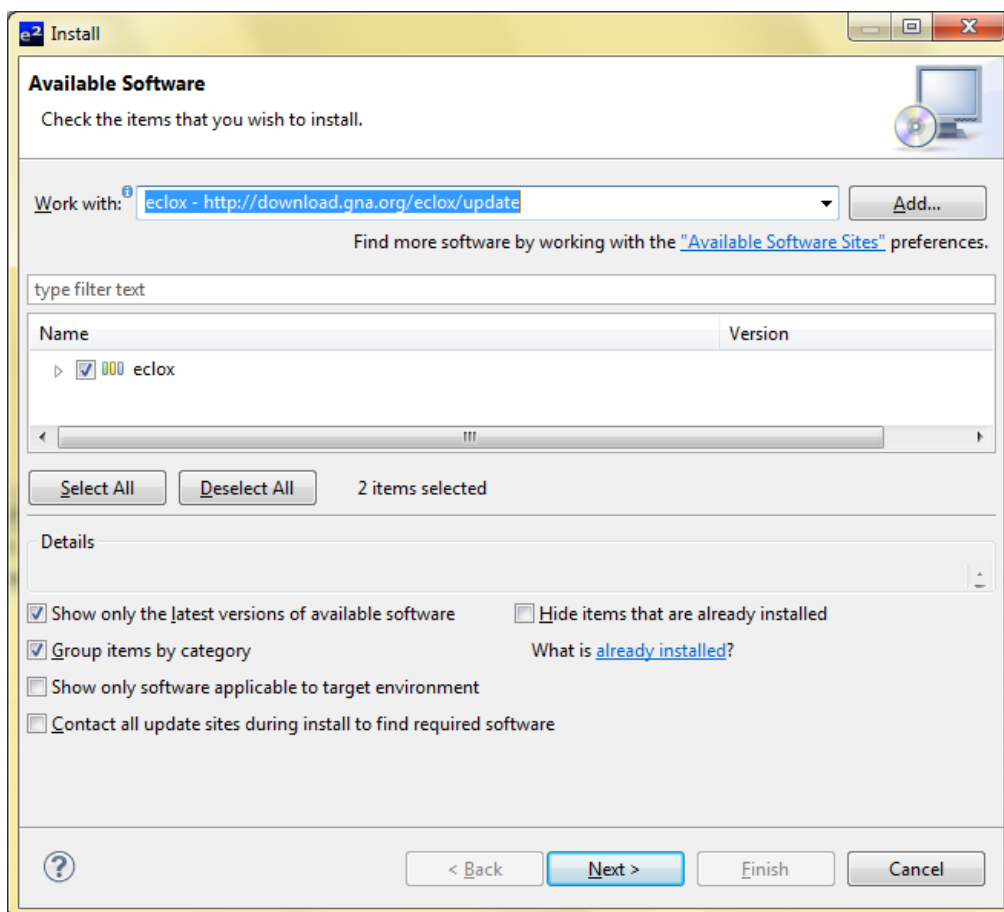 e² Install
Available Software
Check the items that you wish to install.
Work with: eclox - http://download.gna.org/eclox/update Add...
Find more software by working with the "Available Software Sites" preferences.
type filter text
Name Version
eclox
Select All Deselect All 2 items selected
Details
Show only the latest versions of available software Hide items that are already installed
Group items by category What is already installed?
Show only software applicable to target environment
Contact all update sites during install to find required software
? < Back Next > Finish Cancel